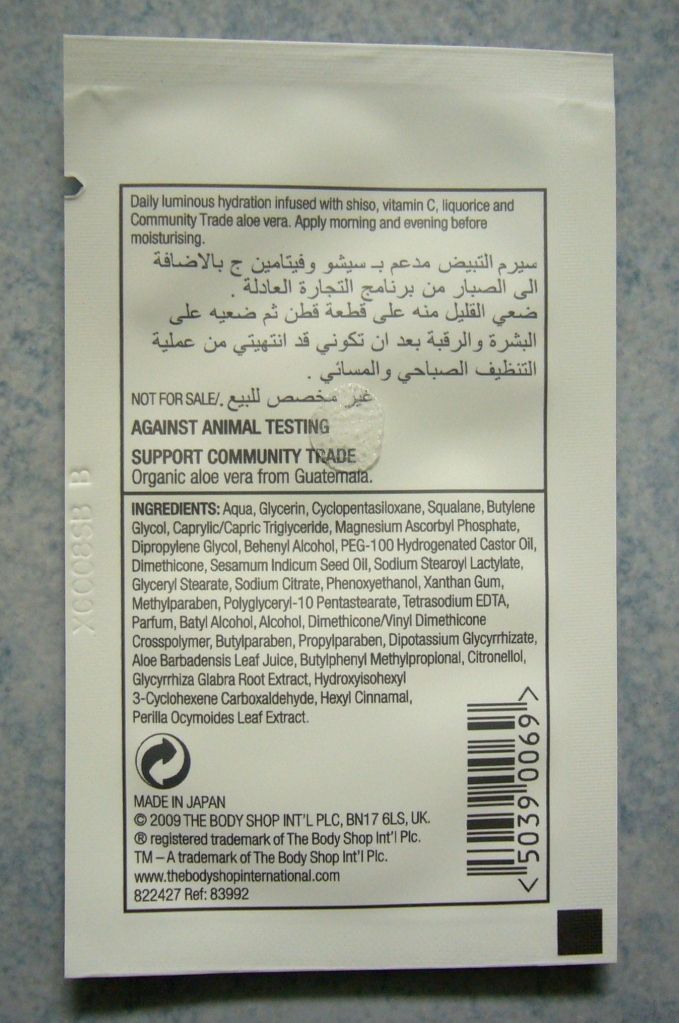 Daily luminous hydration infused with shiso, vitamin C, liquorice and
Community Trade aloe vera. Apply morning and evening before
moisturising.
سيرم التبيض مدعم بـ سيشو وفيتامين ج بالاضافة
الى الصبار من برنامج التجارة العادلة .
ضعي القليل منه على قطعة قطن ثم ضعيه على
البشرة والرقبة بعد ان تكوني قد انتهيتي من عملية
التنظيف الصباحي والمسائي .
NOT FOR SALE/. غير مخصص للبيع
AGAINST ANIMAL TESTING
SUPPORT COMMUNITY TRADE
Organic aloe vera from Guatemala.
INGREDIENTS: Aqua, Glycerin, Cyclopentasiloxane, Squalane, Butylene
Glycol, Caprylic/Capric Triglyceride, Magnesium Ascorbyl Phosphate,
Dipropylene Glycol, Behenyl Alcohol, PEG-100 Hydrogenated Castor Oil,
Dimethicone, Sesamum Indicum Seed Oil, Sodium Stearoyl Lactylate,
Glyceryl Stearate, Sodium Citrate, Phenoxyethanol, Xanthan Gum,
Methylparaben, Polyglyceryl-10 Pentastearate, Tetrasodium EDTA,
Parfum, Batyl Alcohol, Alcohol, Dimethicone/Vinyl Dimethicone
Crosspolymer, Butylparaben, Propylparaben, Dipotassium Glycyrrhizate,
Aloe Barbadensis Leaf Juice, Butylphenyl Methylpropional, Citronellol,
Glycyrrhiza Glabra Root Extract, Hydroxyisohexyl
3-Cyclohexene Carboxaldehyde, Hexyl Cinnamal,
Perilla Ocymoides Leaf Extract.
MADE IN JAPAN
© 2009 THE BODY SHOP INT'L PLC, BN17 6LS, UK.
® registered trademark of The Body Shop Int'l Plc.
TM – A trademark of The Body Shop Int'l Plc.
www.thebodyshopinternational.com
822427 Ref: 83992
<5039 0069>